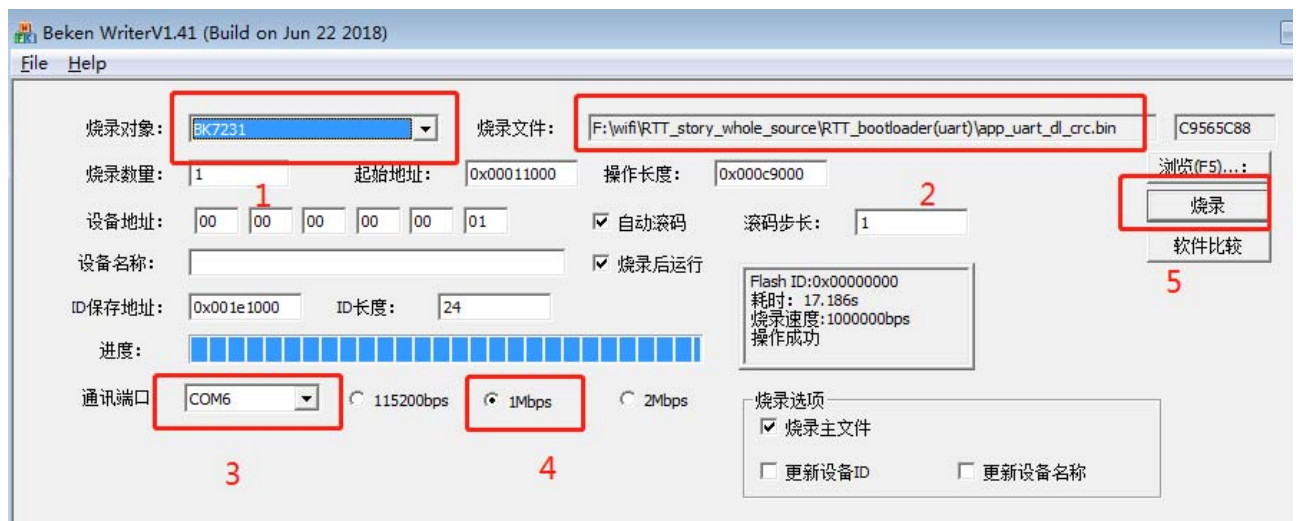 Beken WriterV1.41 (Build on Jun 22 2018)
File Help
烧录对象: BK7231 烧录文件: F:\wifi\RTT_story_whole_source\RTT_bootloader(uart)\app_uart_dl_crc.bin C9565C88
烧录数量: 1 起始地址: 0x00011000 操作长度: 0x000c9000 浏览(F5)...:
1 2 烧录
设备地址: 00 00 00 00 00 01 自动滚码 滚码步长: 1
软件比较
设备名称: 烧录后运行
5
Flash ID:0x00000000
耗时: 17.186s
烧录速度:1000000bps
操作成功
ID保存地址: 0x001e1000 ID长度: 24
进度:
通讯端口 COM6 115200bps 1Mbps 2Mbps
烧录选项
烧录主文件
3 4
更新设备ID 更新设备名称